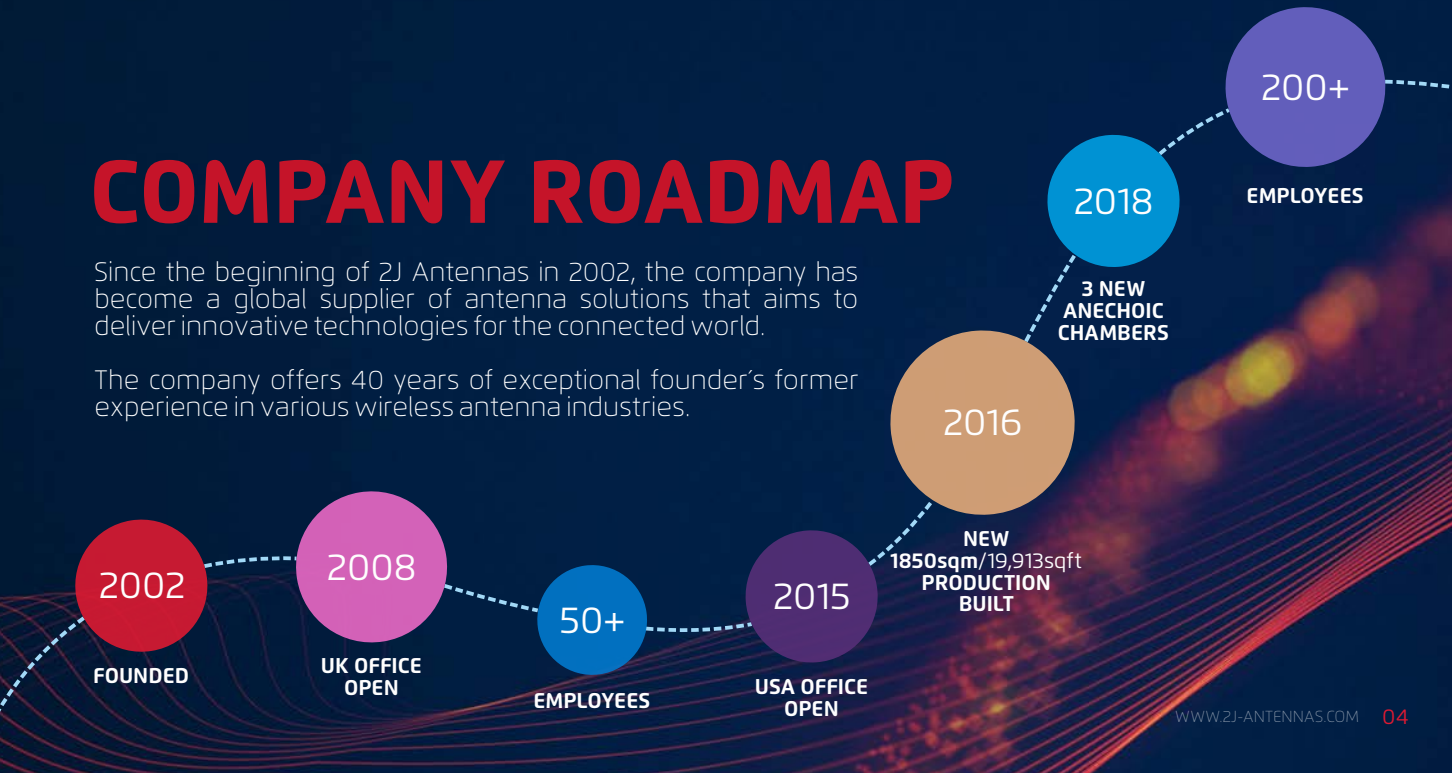 COMPANY ROADMAP
Since the beginning of 2J Antennas in 2002, the company has
become a global supplier of antenna solutions that aims to
deliver innovative technologies for the connected world.
The company offers 40 years of exceptional founder´s former
experience in various wireless antenna industries.
2002
FOUNDED
2008
UK OFFICE
OPEN
50+
EMPLOYEES
2015
USA OFFICE
OPEN
2016
NEW
1850sqm/19,913sqft
PRODUCTION
BUILT
2018
3 NEW
ANECHOIC
CHAMBERS
200+
EMPLOYEES
WWW.2J-ANTENNAS.COM 04